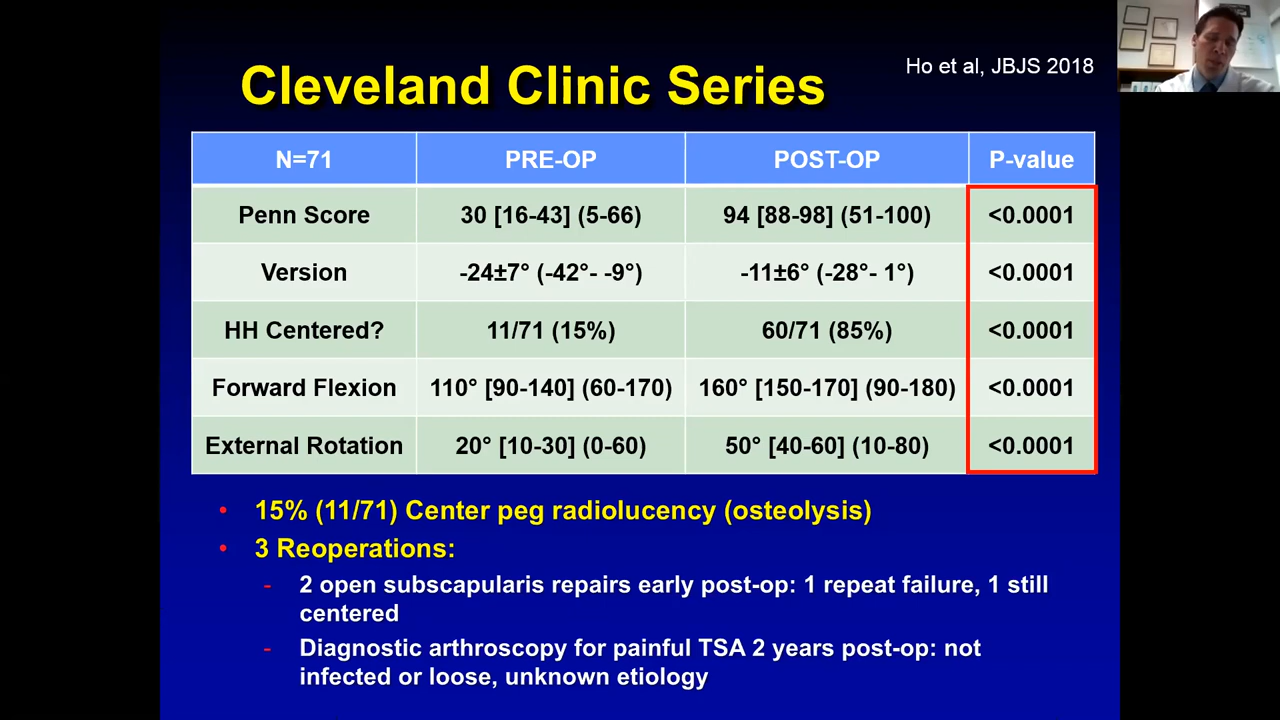 Cleveland Clinic Series
Ho et al, JBJS 2018
N=71 PRE-OP POST-OP P-value
Penn Score 30 [16-43] (5-66) 94 [88-98] (51-100) <0.0001
Version -24±7° (-42°- -9°) -11±6° (-28°- 1°) <0.0001
HH Centered? 11/71 (15%) 60/71 (85%) <0.0001
Forward Flexion 110° [90-140] (60-170) 160° [150-170] (90-180) <0.0001
External Rotation 20° [10-30] (0-60) 50° [40-60] (10-80) <0.0001
• 15% (11/71) Center peg radiolucency (osteolysis)
• 3 Reoperations:
- 2 open subscapularis repairs early post-op: 1 repeat failure, 1 still
centered
- Diagnostic arthroscopy for painful TSA 2 years post-op: not
infected or loose, unknown etiology